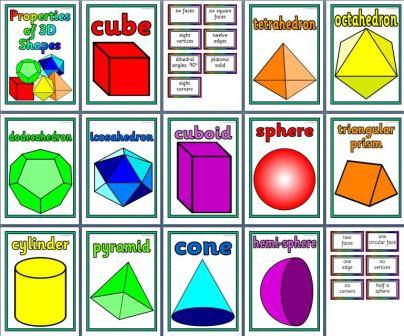 Properties
of 3D
Shapes
cube
six faces
six square
faces
eight
vertices
twelve
edges
dihedral
angles "90"
platonic
solid
eight
corners
tetrahedron
octahedron
dodecahedron
icosahedron
cuboid
sphere
triangular
prism
cylinder
pyramid
cone
hemi-sphere
two
faces
one
circular face
one
edge
no
vertices
no
corners
half a
sphere